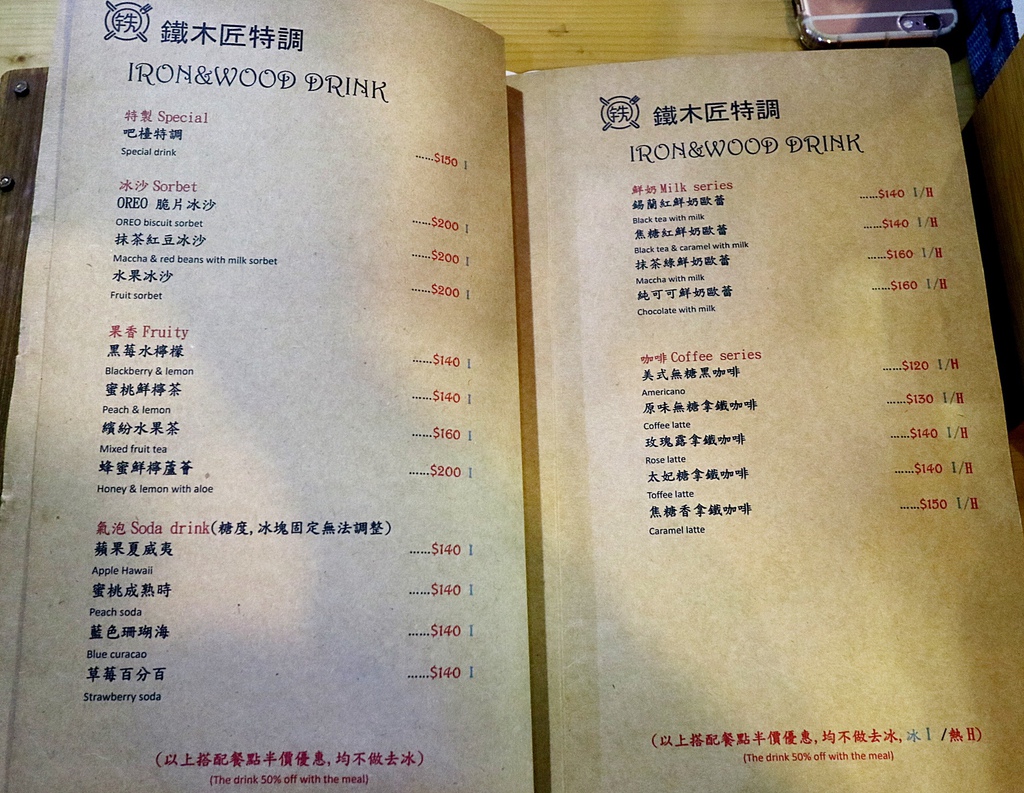 鉄 鐵木匠特調
IRON&WOOD DRINK
特製 Special
吧檯特調 ......$150 I
Special drink
冰沙 Sorbet
OREO 脆片冰沙 ......$200 I
OREO biscuit sorbet
抹茶紅豆冰沙 ......$200 I
Maccha & red beans with milk sorbet
水果冰沙 ......$200 I
Fruit sorbet
果香 Fruity
黑莓水檸檬 ......$140 I
Blackberry & lemon
蜜桃鮮檸茶 ......$140 I
Peach & lemon
繽紛水果茶 ......$160 I
Mixed fruit tea
蜂蜜鮮檸蘆薈 ......$200 I
Honey & lemon with aloe
氣泡 Soda drink(糖度,冰塊固定無法調整)
蘋果夏威夷 ......$140 I
Apple Hawaii
蜜桃成熟時 ......$140 I
Peach soda
藍色珊瑚海 ......$140 I
Blue curacao
草莓百分百 ......$140 I
Strawberry soda
(以上搭配餐點半價優惠,均不做去冰)
(The drink 50% off with the meal)
鉄 鐵木匠特調
IRON&WOOD DRINK
鮮奶 Milk series
錫蘭紅鮮奶歐蕾 ......$140 I/H
Black tea with milk
焦糖紅鮮奶歐蕾 ......$140 I/H
Black tea & caramel with milk
抹茶綠鮮奶歐蕾 ......$160 I/H
Maccha with milk
純可可鮮奶歐蕾 ......$160 I/H
Chocolate with milk
咖啡 Coffee series
美式無糖黑咖啡 ......$120 I/H
Americano
原味無糖拿鐵咖啡 ......$130 I/H
Coffee latte
玫瑰露拿鐵咖啡 ......$140 I/H
Rose latte
太妃糖拿鐵咖啡 ......$140 I/H
Toffee latte
焦糖香拿鐵咖啡 ......$150 I/H
Caramel latte
(以上搭配餐點半價優惠,均不做去冰,冰 I /熱 H)
(The drink 50% off with the meal)